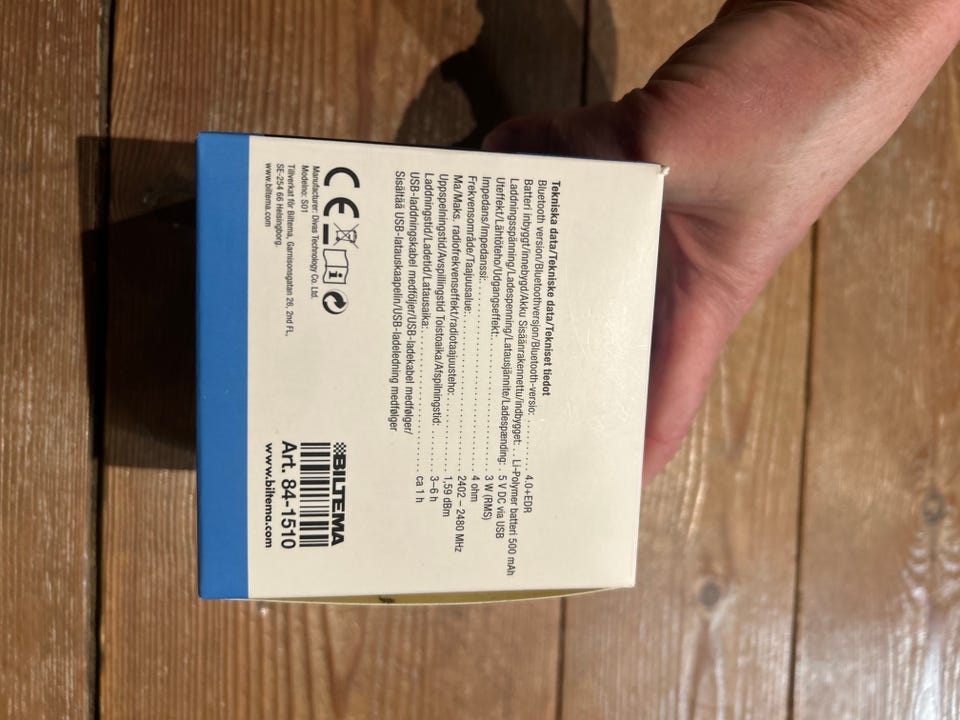 Tekniska data/Tekniske data/Tekniset tiedot
Bluetooth version/Bluetoothversjon/Bluetooth-versio: . . . . . . . . . . 4.0+EDR
Batteri inbyggt/innebygd/Akku Sisäänrakennettu/indbygget: . . Li-Polymer batteri 500 mAh
Laddningsspänning/Ladespenning/Latausjännite/Ladespænding: . 5 V DC via USB
Uteffekt/Lähtöteho/Udgangseffekt: . . . . . . . . . . . . . . . . . . . . . 3 W (RMS)
Impedans/Impedanssi: . . . . . . . . . . . . . . . . . . . . . . . . . . . . 4 ohm
Frekvensområde/Taajuusalue: . . . . . . . . . . . . . . . . . . . . . . . 2402 – 2480 MHz
Ma/Maks. radiofrekvenseffekt/radiotaajuusteho: . . . . . . . . . . . . 1,59 dBm
Uppspelningstid/Avspillingstid Toistoaika/Afspilningstid: . . . . . 3–6 h
Laddningstid/Ladetid/Latausaika: . . . . . . . . . . . . . . . . . . . . . ca 1 h
USB-laddningskabel medföljer/USB-ladekabel medfølger/
Sisältää USB-latauskaapelin/USB-ladeledning medfølger
CE
Manufacturer: Divas Technology Co. Ltd.
Modelno: S01
Tillverkat för Biltema, Garnisonsgatan 26, 2nd FL,
SE-254 66 Helsingborg.
www.biltema.com
BILTEMA
Art. 84-1510
www.biltema.com